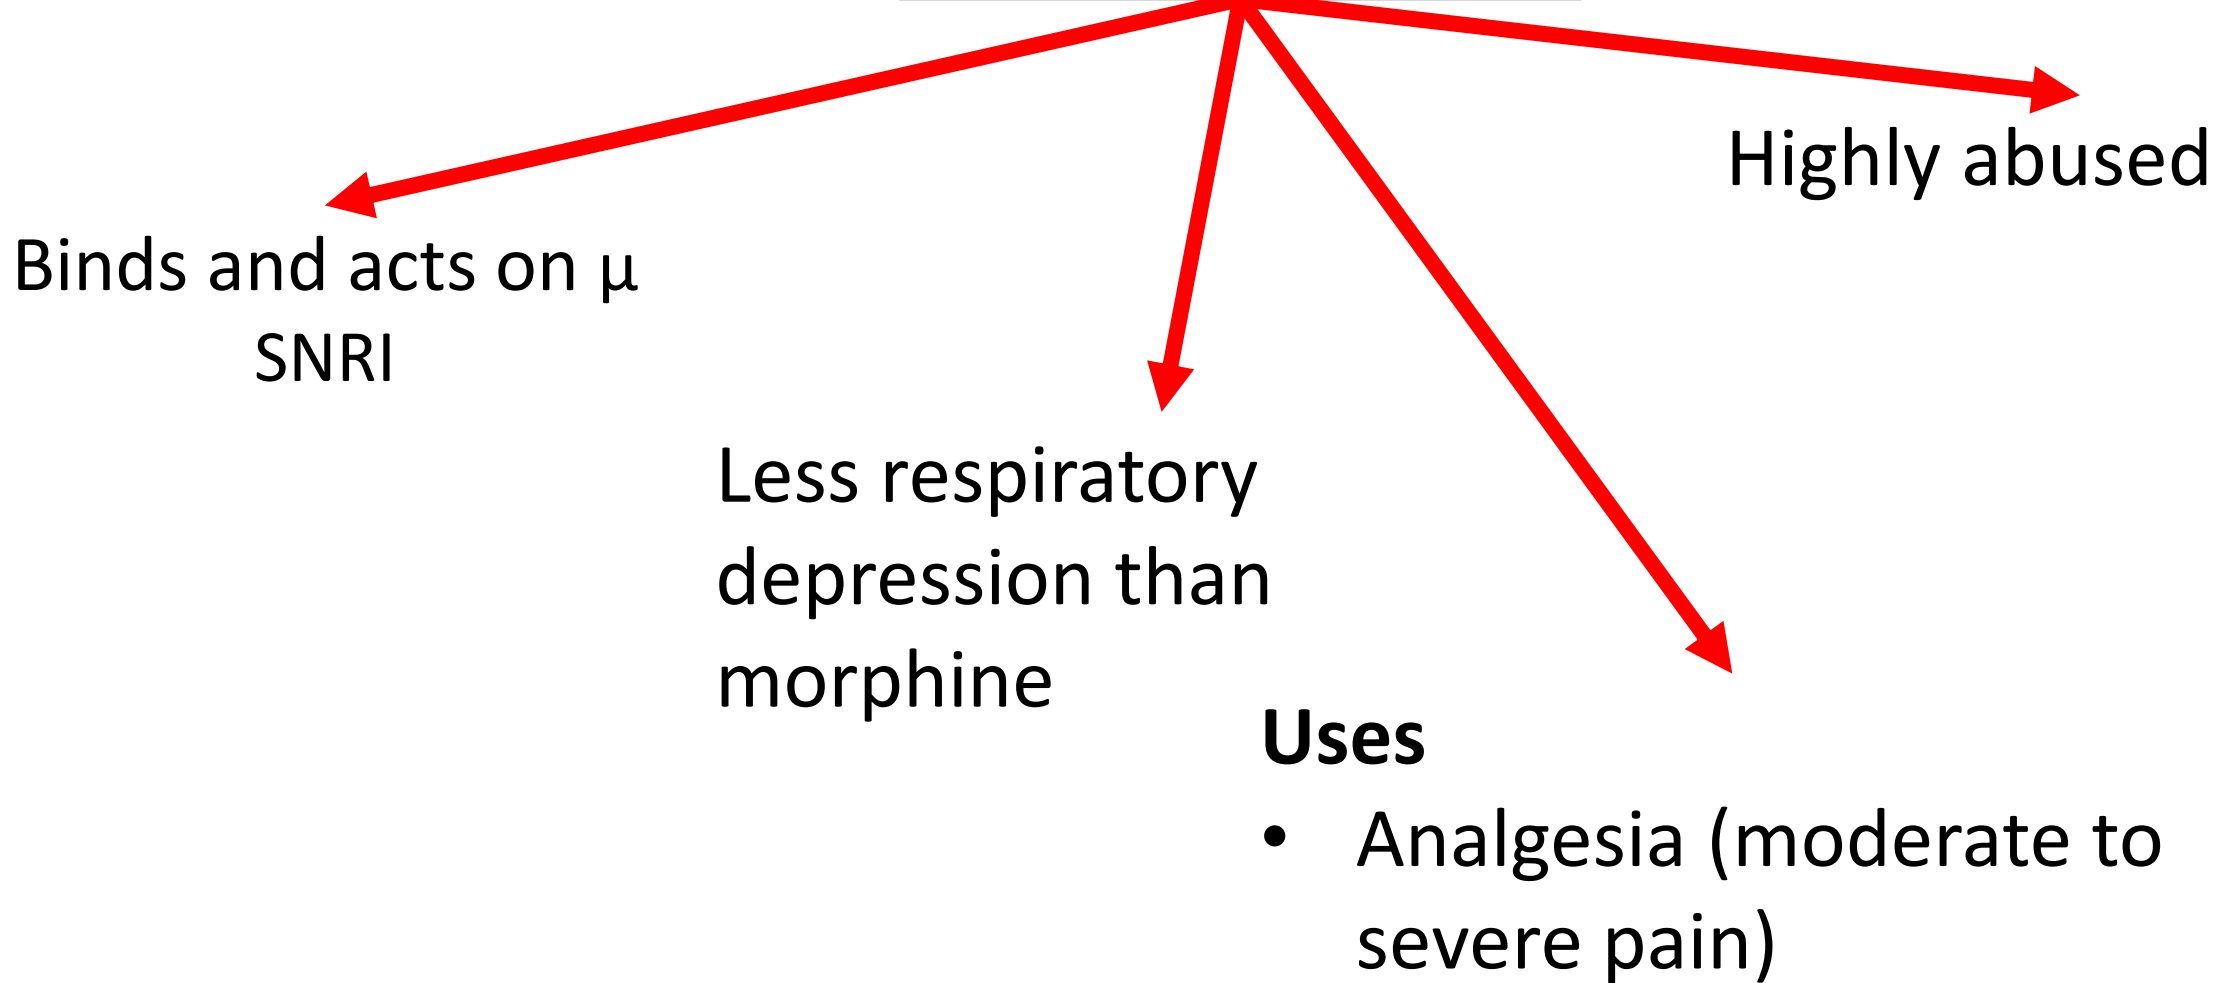 Highly abused
Binds and acts on μ
SNRI
Less respiratory
depression than
morphine
Uses
• Analgesia (moderate to
severe pain)